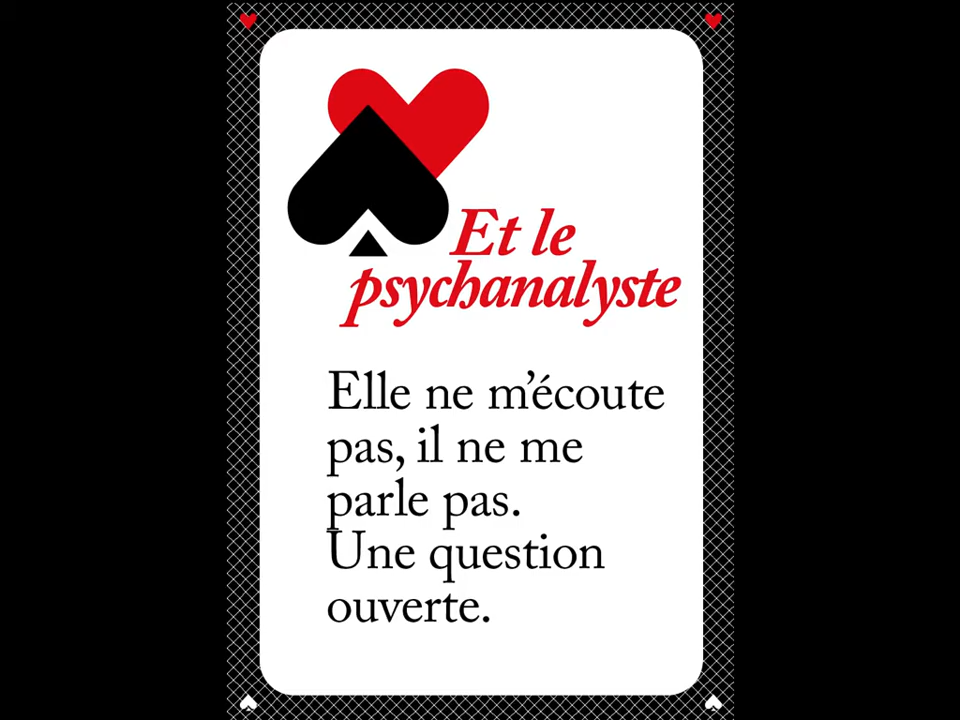 Et le
psychanalyste
Elle ne m’écoute
pas, il ne me
parle pas.
Une question
ouverte.